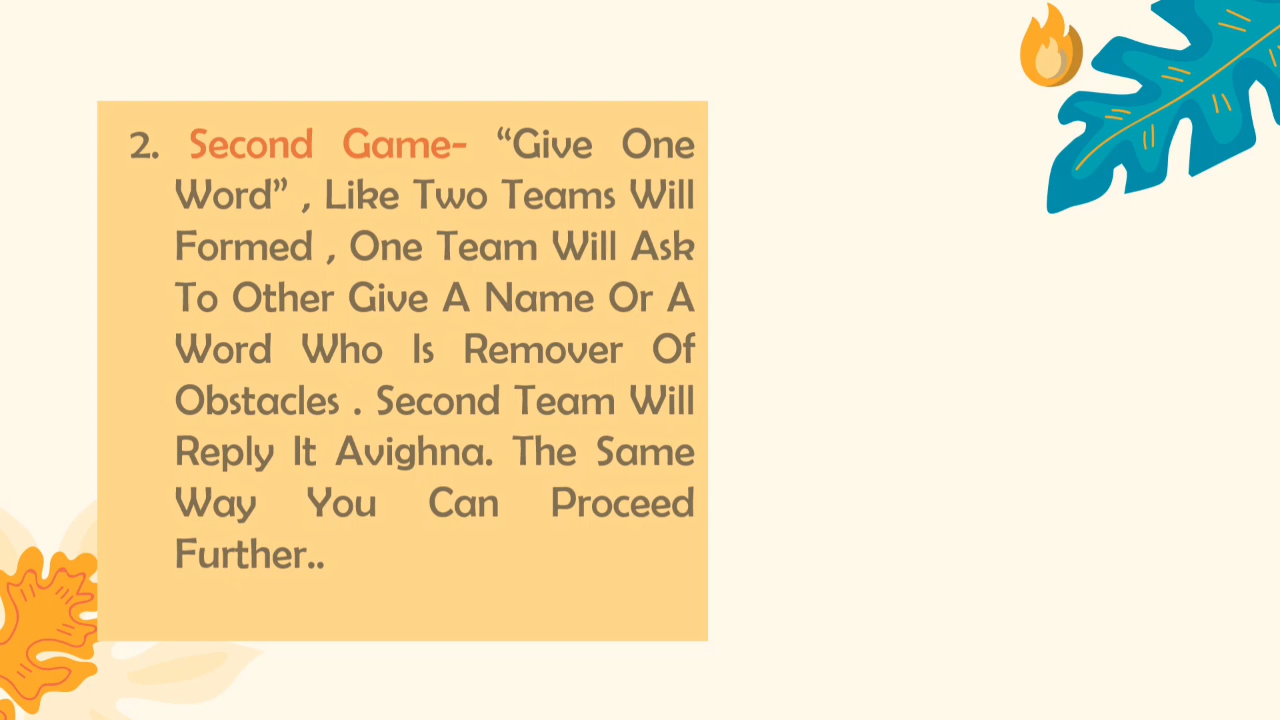 2. Second Game- “Give One
Word” , Like Two Teams Will
Formed , One Team Will Ask
To Other Give A Name Or A
Word Who Is Remover Of
Obstacles . Second Team Will
Reply It Avighna. The Same
Way You Can Proceed
Further..